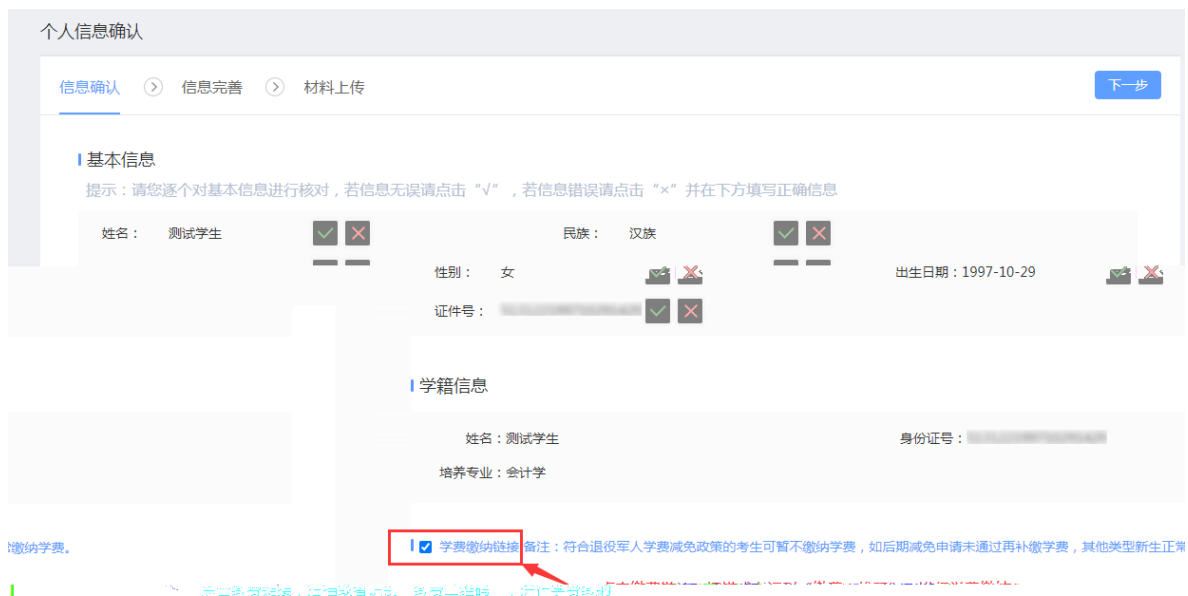 个人信息确认
信息确认 信息完善 材料上传 下一步
基本信息
提示：请您逐个对基本信息进行核对，若信息无误请点击“√”，若信息错误请点击“×”并在下方填写正确信息
姓名： 测试学生 民族： 汉族
性别： 女 出生日期：1997-10-29
证件号：
学籍信息
姓名：测试学生 身份证号：
培养专业：会计学
学费缴纳链接 备注：符合退役军人学费减免政策的考生可暂不缴纳学费，如后期减免申请未通过再补缴学费，其他类型新生正常
缴纳学费。